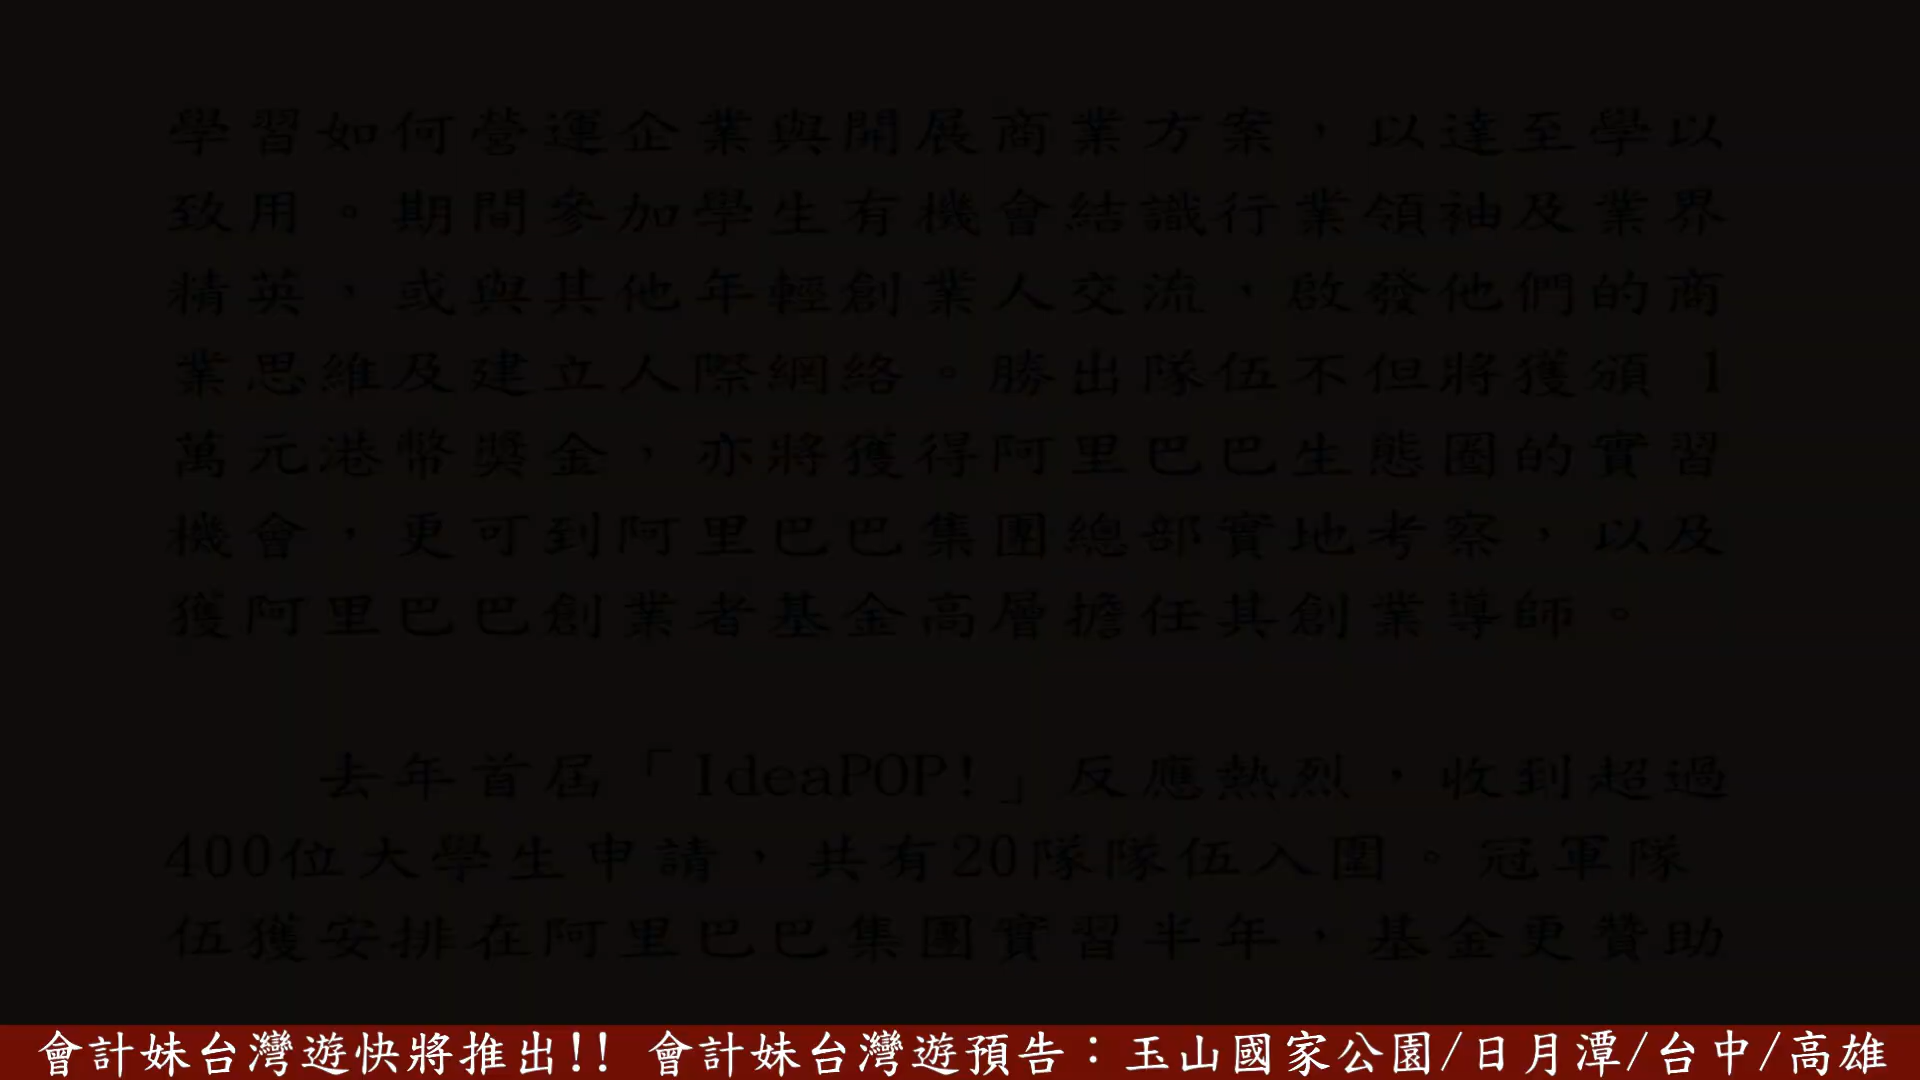 學習如何營運企業與開展商業方案，以達至學以
致用。期間參加學生有機會結識行業領袖及業界
精英，或與其他年輕創業人交流，啟發他們的商
業思維及建立人際網絡。勝出隊伍不但將獲頒 1
萬元港幣獎金，亦將獲得阿里巴巴生態圈的實習
機會，更可到阿里巴巴集團總部實地考察，以及
獲阿里巴巴創業者基金高層擔任其創業導師。
去年首屆「IdeaPOP!」反應熱烈，收到超過
400位大學生申請，共有20隊隊伍入圍。冠軍隊
伍獲安排在阿里巴巴集團實習半年，基金更贊助
會計妹台灣遊快將推出!! 會計妹台灣遊預告：玉山國家公園/日月潭/台中/高雄